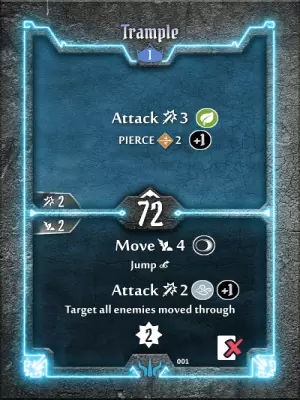 Trample
1
Attack 3
PIERCE 2 +1
2
72
2
Move 4
Jump
Attack 2 +1
Target all enemies moved through
2
001